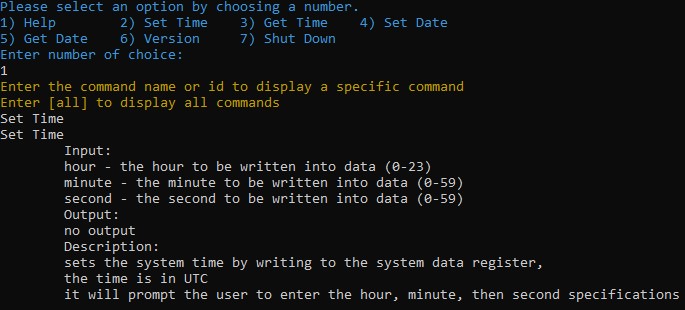 Please select an option by choosing a number.
1) Help 2) Set Time 3) Get Time 4) Set Date
5) Get Date 6) Version 7) Shut Down
Enter number of choice:
1
Enter the command name or id to display a specific command
Enter [all] to display all commands
Set Time
Set Time
Input:
hour - the hour to be written into data (0-23)
minute - the minute to be written into data (0-59)
second - the second to be written into data (0-59)
Output:
no output
Description:
sets the system time by writing to the system data register,
the time is in UTC
it will prompt the user to enter the hour, minute, then second specifications